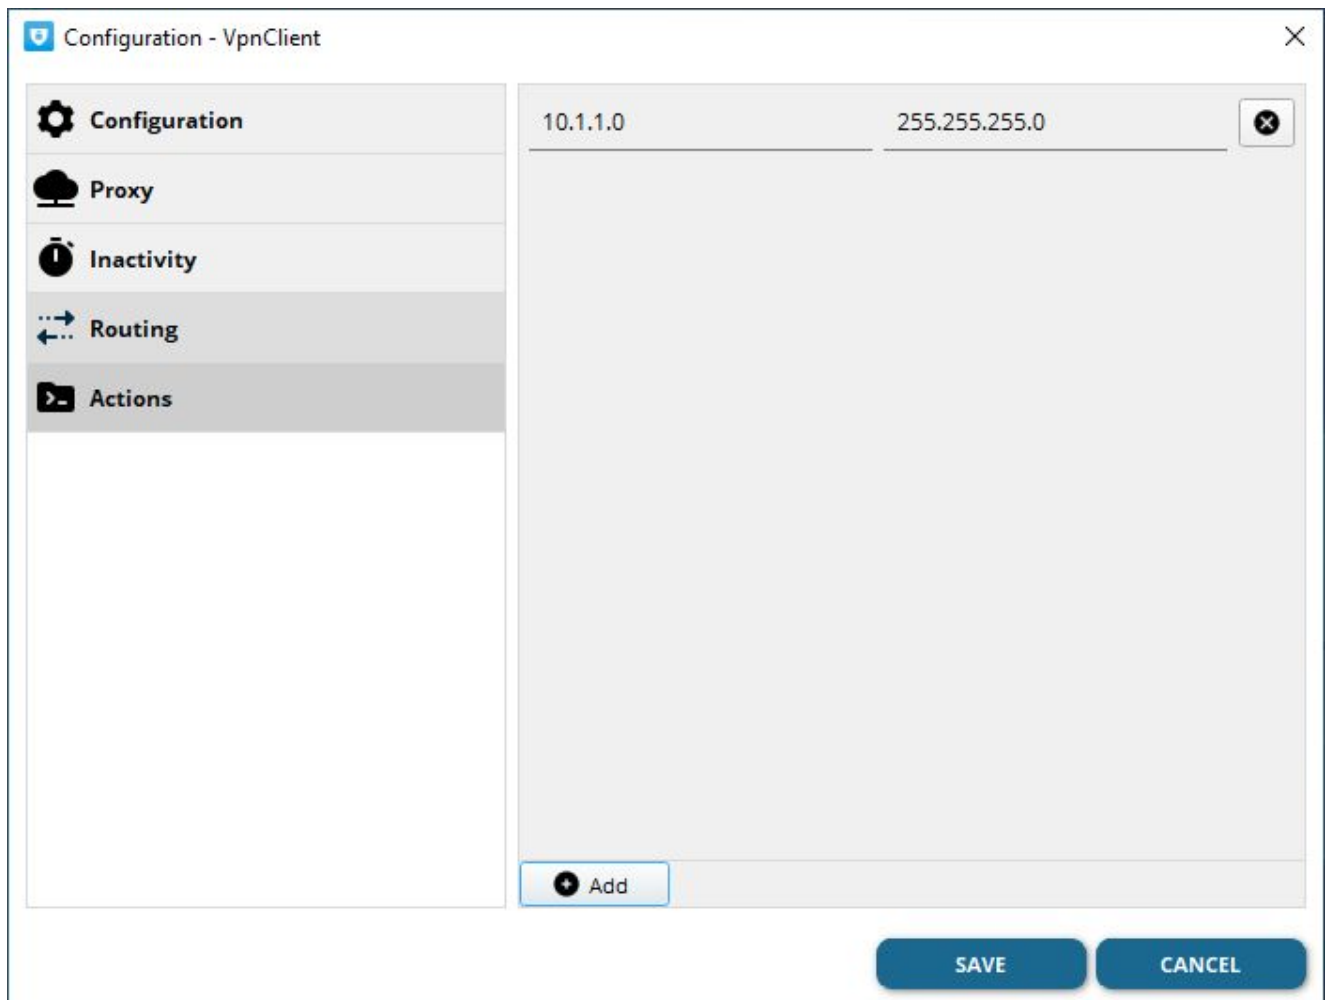 Configuration - VpnClient
Configuration
Proxy
Inactivity
Routing
Actions
10.1.1.0 255.255.255.0
Add
SAVE CANCEL